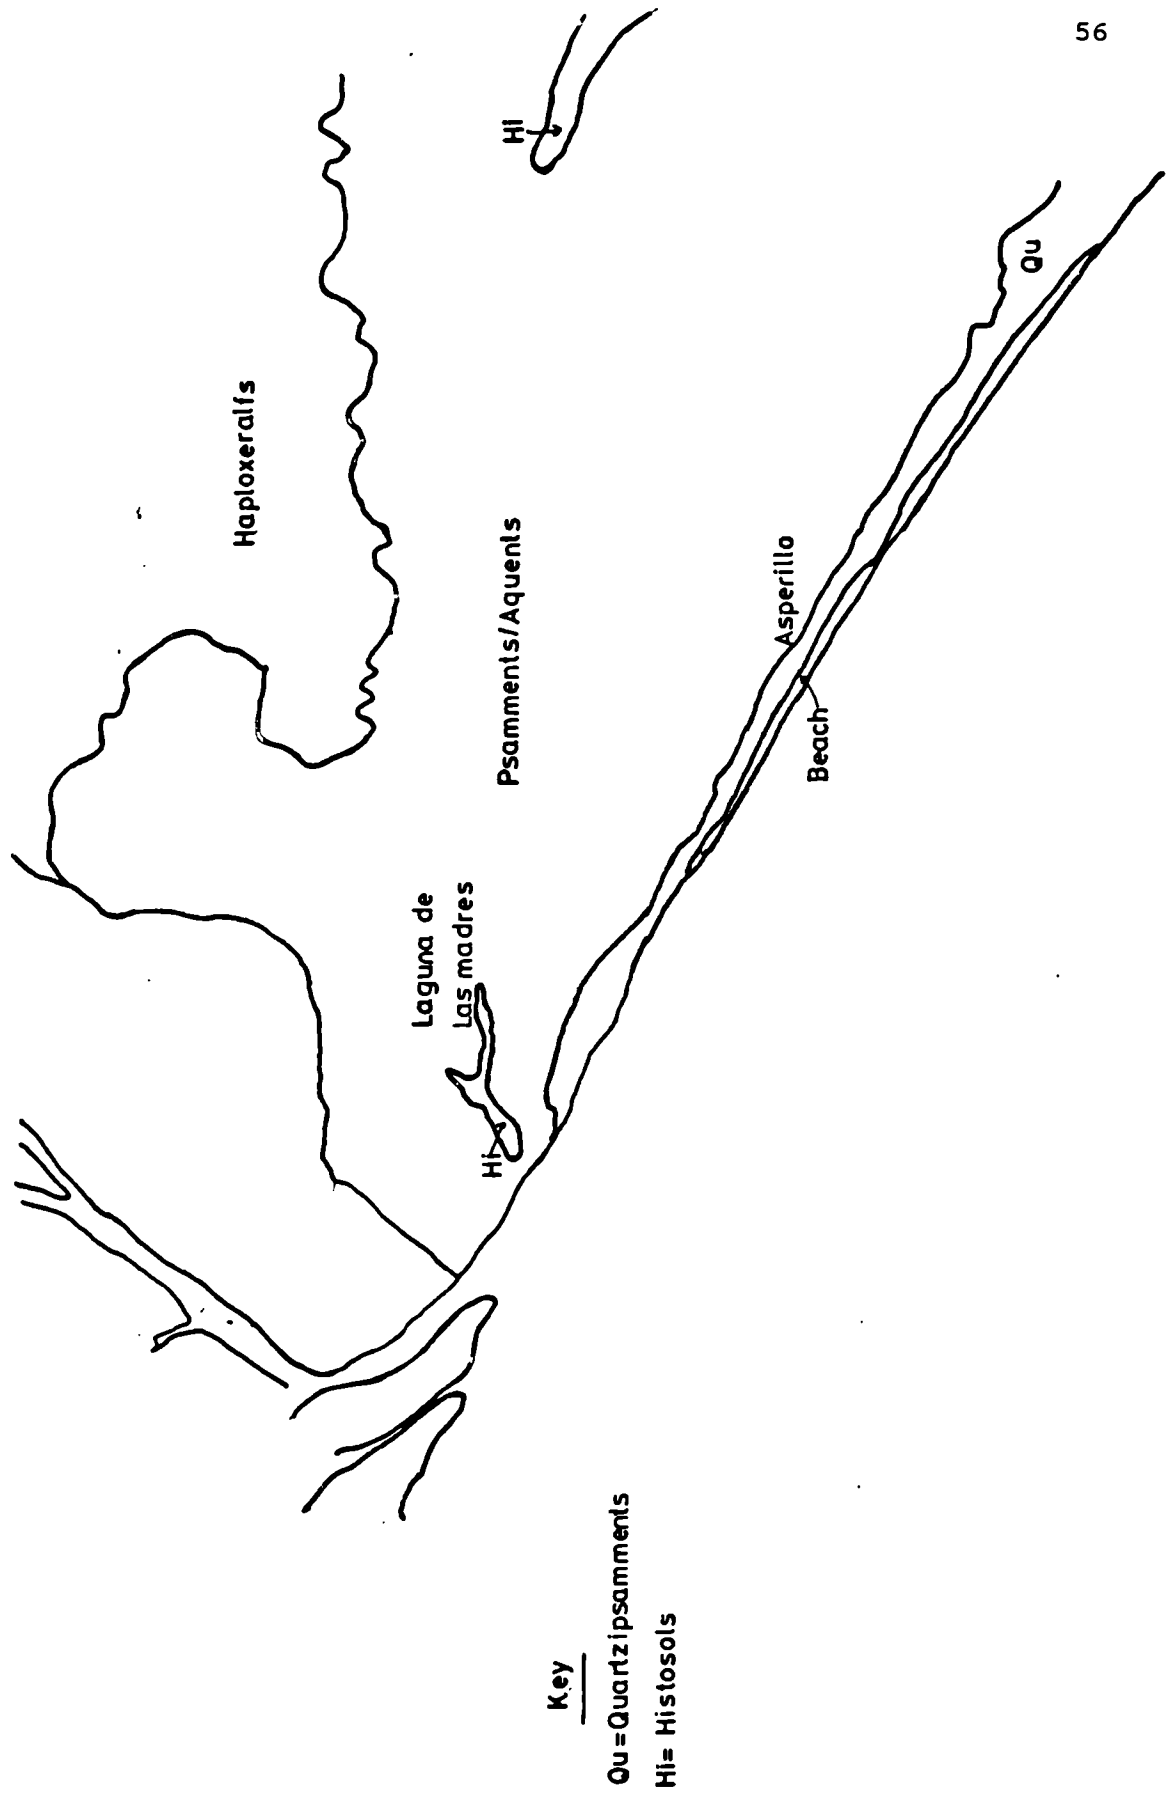 56
Haploxeralfs
Hi
Psamments/Aquents
Laguna de
Las madres
Hi
Asperillo
Beach
Qu
Key
Qu=Quartzipsamments
Hi= Histosols